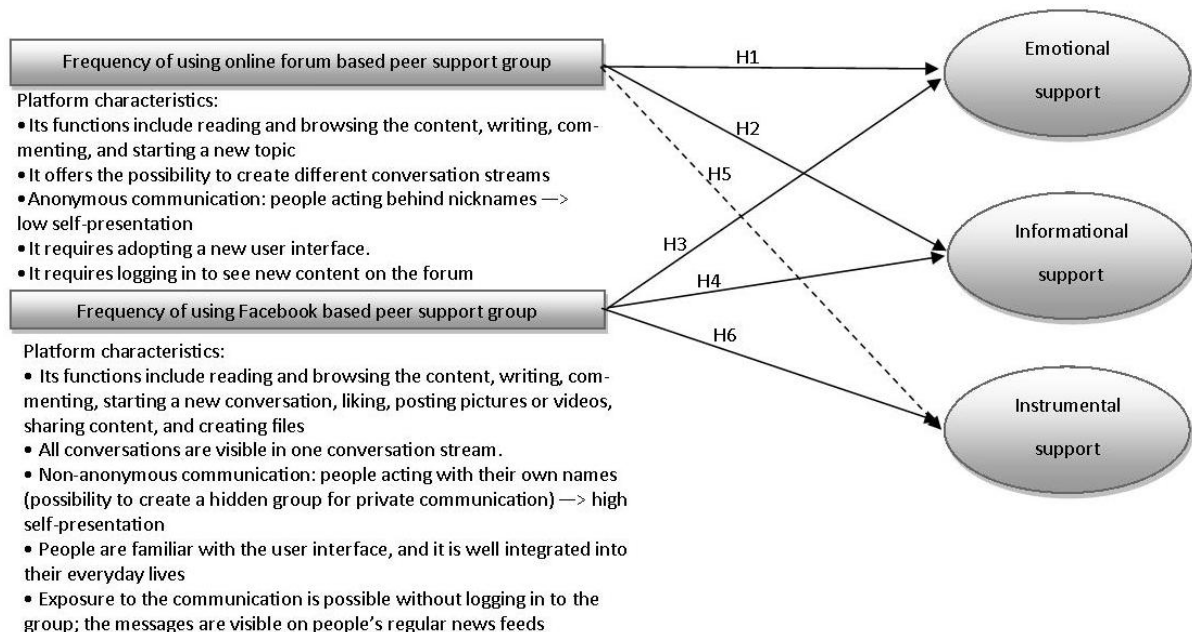 Frequency of using online forum based peer support group
Platform characteristics:
• Its functions include reading and browsing the content, writing, com-
menting, and starting a new topic
• It offers the possibility to create different conversation streams
• Anonymous communication: people acting behind nicknames —>
low self-presentation
• It requires adopting a new user interface.
• It requires logging in to see new content on the forum
Frequency of using Facebook based peer support group
Platform characteristics:
• Its functions include reading and browsing the content, writing, com-
menting, starting a new conversation, liking, posting pictures or videos,
sharing content, and creating files
• All conversations are visible in one conversation stream.
• Non-anonymous communication: people acting with their own names
(possibility to create a hidden group for private communication) —> high
self-presentation
• People are familiar with the user interface, and it is well integrated into
their everyday lives
• Exposure to the communication is possible without logging in to the
group; the messages are visible on people's regular news feeds
H1
H2
H5
H3
H4
H6
Emotional
support
Informational
support
Instrumental
support